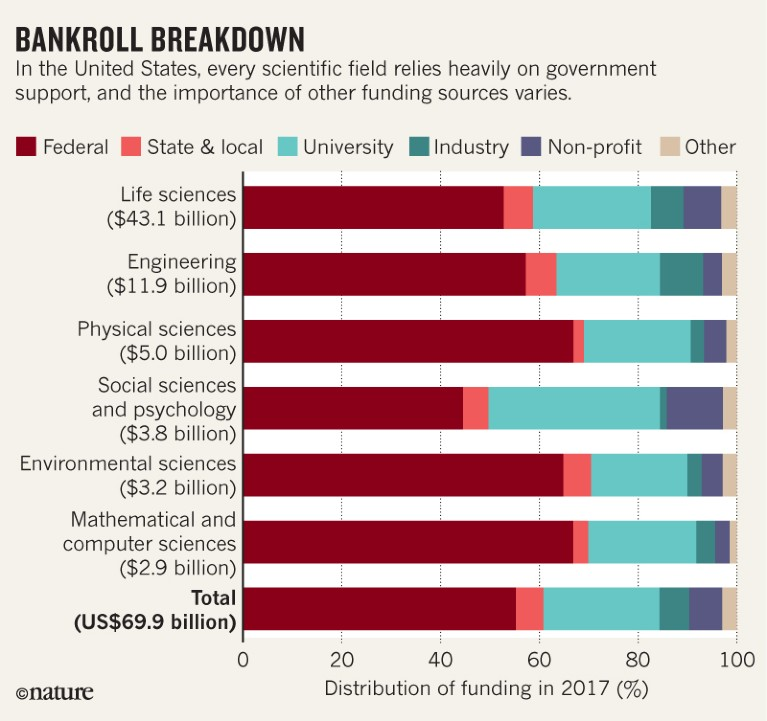 BANKROLL BREAKDOWN
In the United States, every scientific field relies heavily on government
support, and the importance of other funding sources varies.
Federal State & local University Industry Non-profit Other
Life sciences
($43.1 billion)
Engineering
($11.9 billion)
Physical sciences
($5.0 billion)
Social sciences
and psychology
($3.8 billion)
Environmental sciences
($3.2 billion)
Mathematical and
computer sciences
($2.9 billion)
Total
(US$69.9 billion)
0 20 40 60 80 100
Distribution of funding in 2017 (%)
©nature